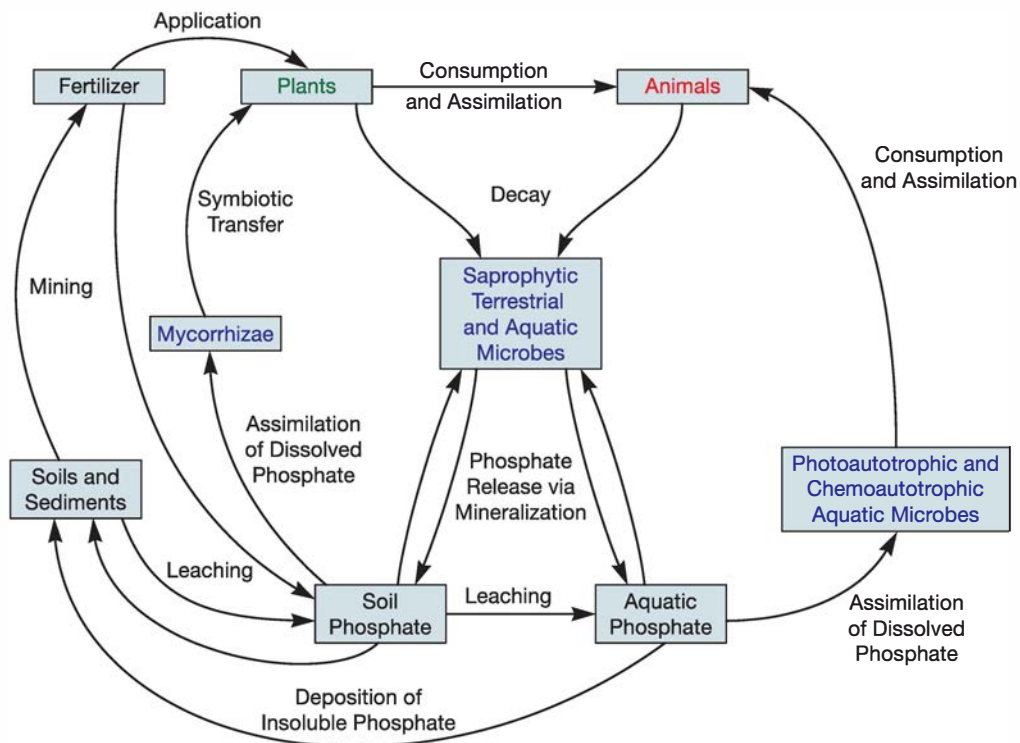 Application
Fertilizer
Plants
Consumption
and Assimilation
Animals
Consumption
and Assimilation
Symbiotic
Transfer
Decay
Mining
Saprophytic
Terrestrial
and Aquatic
Microbes
Mycorrhizae
Assimilation
of Dissolved
Phosphate
Soils and
Sediments
Phosphate
Release via
Mineralization
Photoautotrophic and
Chemoautotrophic
Aquatic Microbes
Leaching
Soil
Phosphate
Leaching
Aquatic
Phosphate
Assimilation
of Dissolved
Phosphate
Deposition of
Insoluble Phosphate